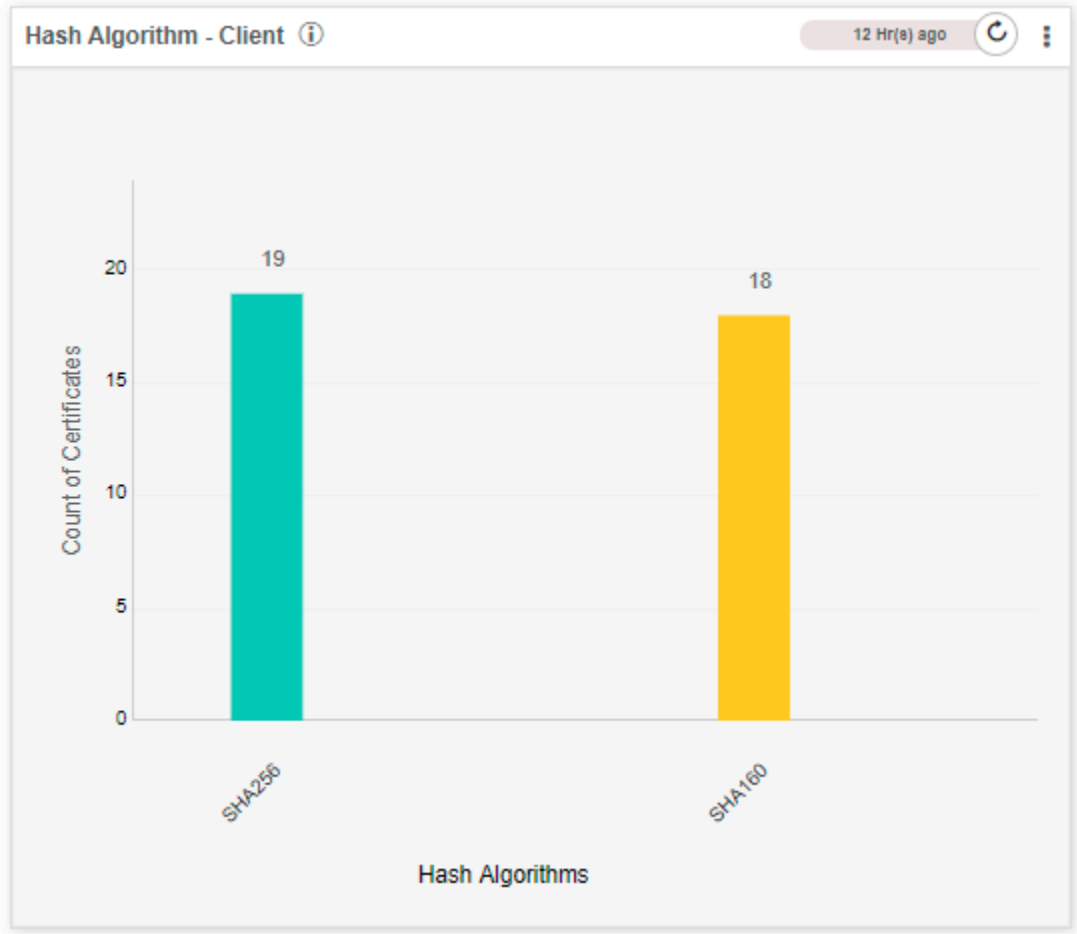 Hash Algorithm - Client
12 Hr(s) ago
19
18
20
15
10
5
0
Count of Certificates
SHA256
SHA160
Hash Algorithms